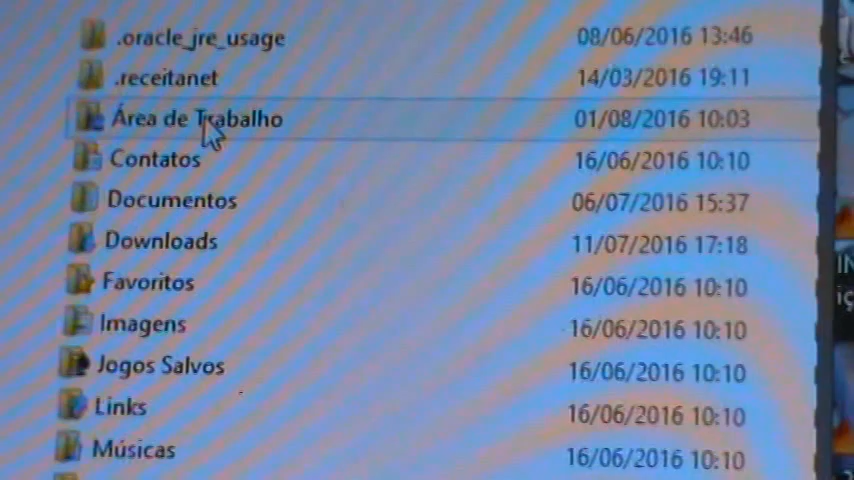 .oracle_jre_usage 08/06/2016 13:46
.receitanet 14/03/2016 19:11
Área de Trabalho 01/08/2016 10:03
Contatos 16/06/2016 10:10
Documentos 06/07/2016 15:37
Downloads 11/07/2016 17:18
Favoritos 16/06/2016 10:10
Imagens 16/06/2016 10:10
Jogos Salvos 16/06/2016 10:10
Links 16/06/2016 10:10
Músicas 16/06/2016 10:10